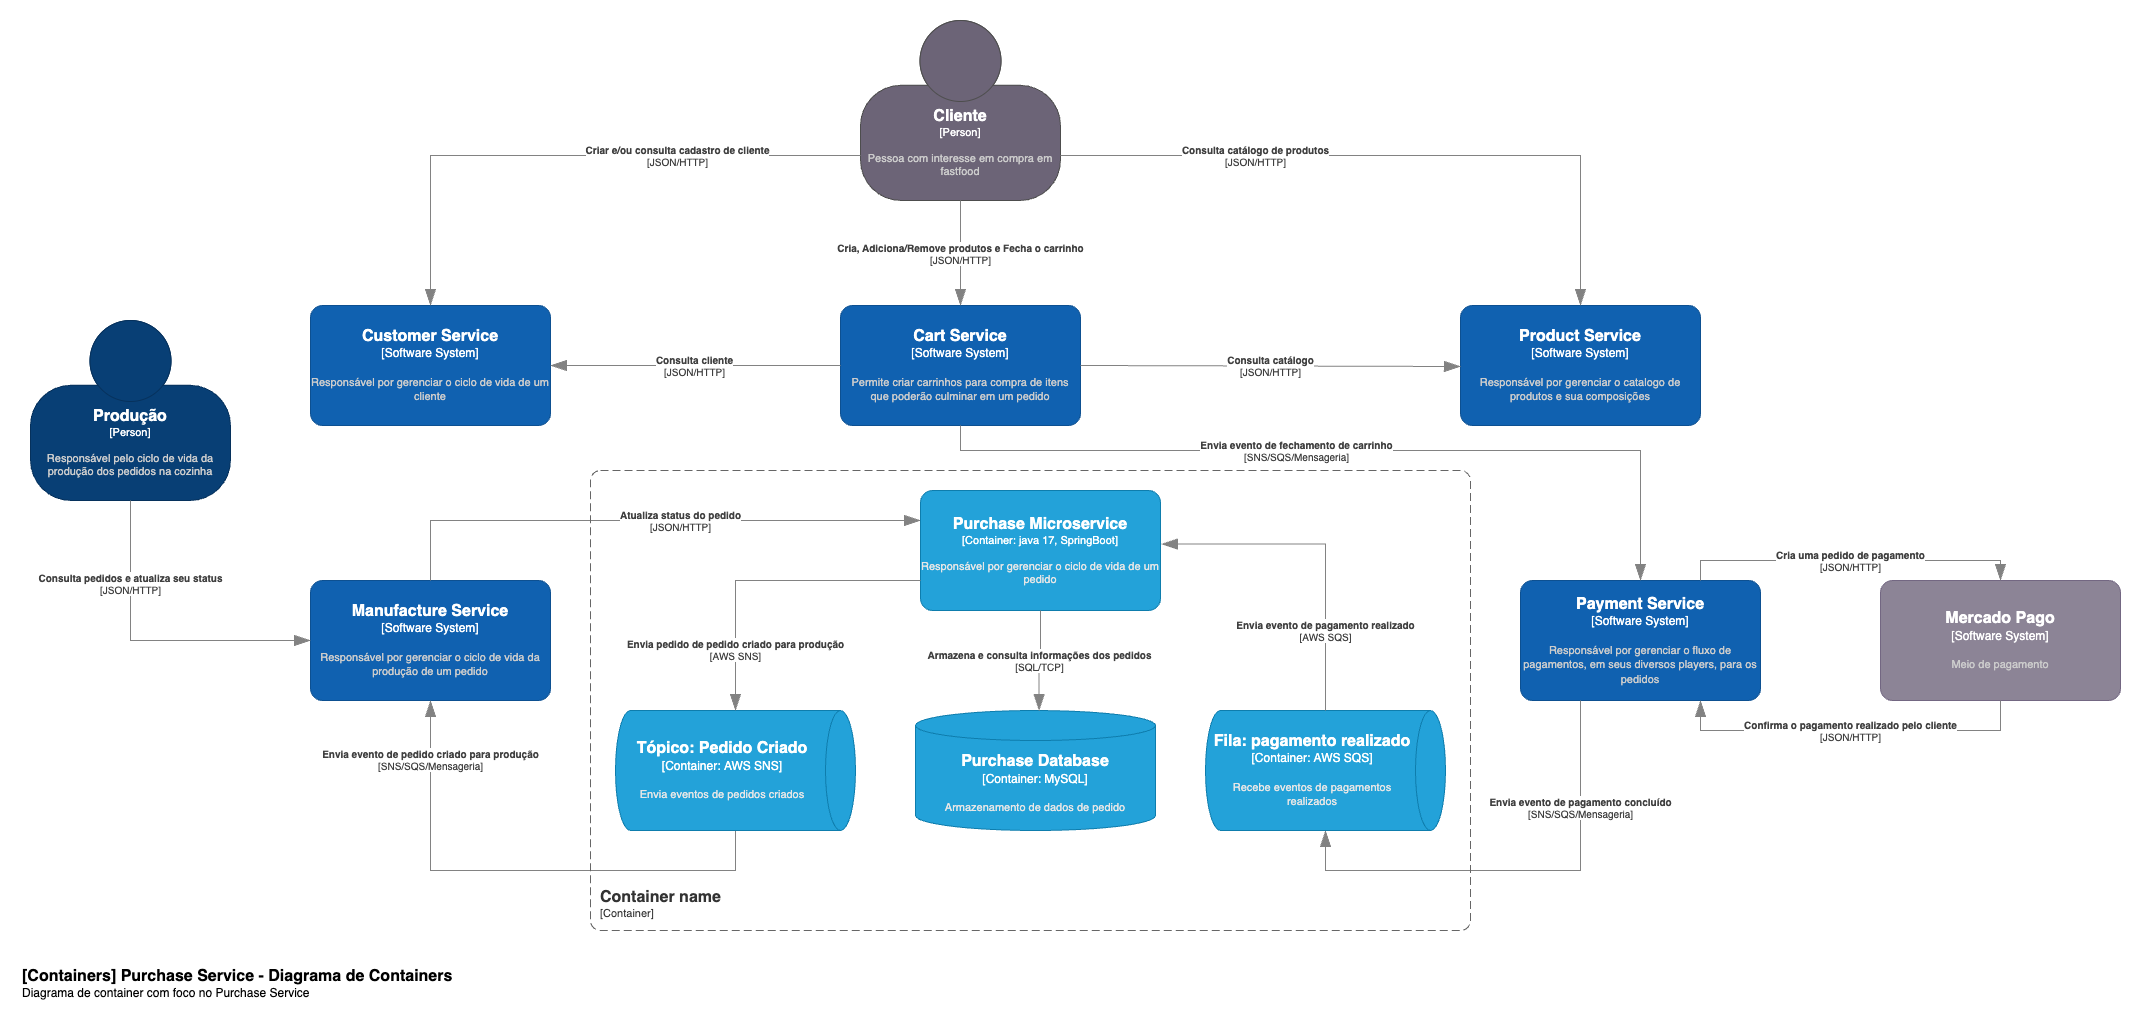 Cliente
[Person]
Pessoa com interesse em compra em
fastfood
Criar e/ou consulta cadastro de cliente
[JSON/HTTP]
Consulta catálogo de produtos
[JSON/HTTP]
Cria, Adiciona/Remove produtos e Fecha o carrinho
[JSON/HTTP]
Customer Service
[Software System]
Responsável por gerenciar o ciclo de vida de um
cliente
Consulta cliente
[JSON/HTTP]
Cart Service
[Software System]
Permite criar carrinhos para compra de itens
que poderão culminar em um pedido
Consulta catálogo
[JSON/HTTP]
Product Service
[Software System]
Responsável por gerenciar o catalogo de
produtos e sua composições
Produção
[Person]
Responsável pelo ciclo de vida da
produção dos pedidos na cozinha
Envia evento de fechamento de carrinho
[SNS/SQS/Mensageria]
Atualiza status do pedido
[JSON/HTTP]
Purchase Microservice
[Container: java 17, SpringBoot]
Responsável por gerenciar o ciclo de vida de um
pedido
Consulta pedidos e atualiza seu status
[JSON/HTTP]
Manufacture Service
[Software System]
Responsável por gerenciar o ciclo de vida da
produção de um pedido
Cria uma pedido de pagamento
[JSON/HTTP]
Payment Service
[Software System]
Responsável por gerenciar o fluxo de
pagamentos, em seus diversos players, para os
pedidos
Mercado Pago
[Software System]
Meio de pagamento
Envia pedido de pedido criado para produção
[AWS SNS]
Armazena e consulta informações dos pedidos
[SQL/TCP]
Envia evento de pagamento realizado
[AWS SQS]
Confirma o pagamento realizado pelo cliente
[JSON/HTTP]
Envia evento de pedido criado para produção
[SNS/SQS/Mensageria]
Tópico: Pedido Criado
[Container: AWS SNS]
Envia eventos de pedidos criados
Purchase Database
[Container: MySQL]
Armazenamento de dados de pedido
Fila: pagamento realizado
[Container: AWS SQS]
Recebe eventos de pagamentos
realizados
Envia evento de pagamento concluído
[SNS/SQS/Mensageria]
Container name
[Container]
[Containers] Purchase Service - Diagrama de Containers
Diagrama de container com foco no Purchase Service